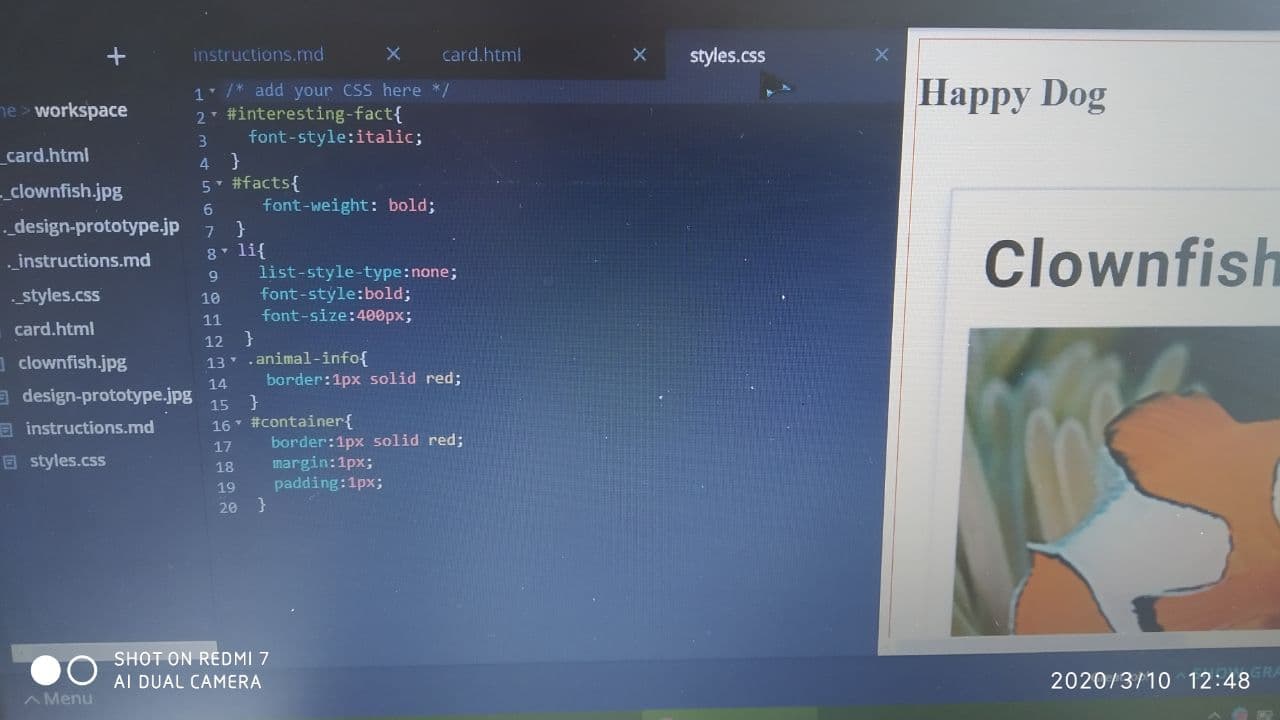 + instructions.md × card.html × styles.css ×
> workspace
_card.html
._clownfish.jpg
._design-prototype.jp
._instructions.md
._styles.css
card.html
clownfish.jpg
design-prototype.jpg
instructions.md
styles.css
1 /* add your CSS here */
2 #interesting-fact{
3 font-style:italic;
4 }
5 #facts{
6 font-weight: bold;
7 }
8 li{
9 list-style-type:none;
10 font-style:bold;
11 font-size:400px;
12 }
13 .animal-info{
14 border:1px solid red;
15 }
16 #container{
17 border:1px solid red;
18 margin:1px;
19 padding:1px;
20 }
Happy Dog
Clownfish
SHOT ON REDMI 7
AI DUAL CAMERA
Menu
2020/3/10 12:48